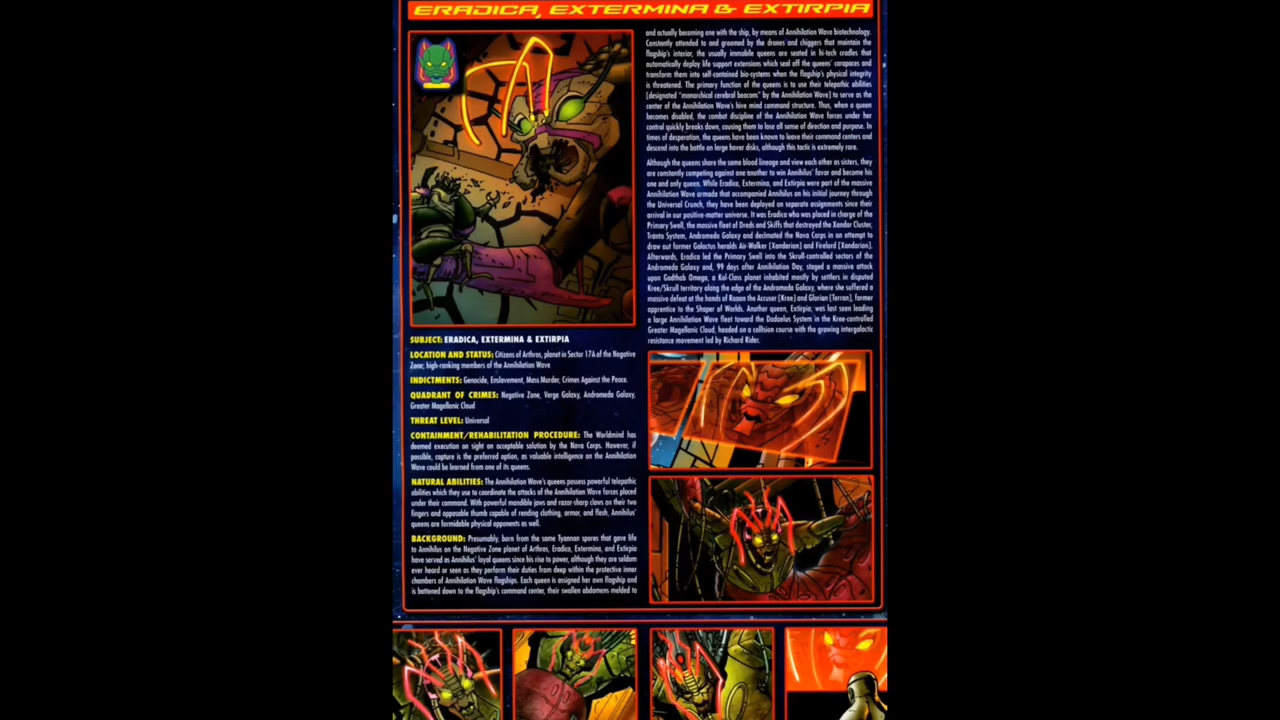 ERADICA, EXTERMINA & EXTIRPIA
SUBJECT: ERADICA, EXTERMINA & EXTIRPIA
LOCATION AND STATUS: Citizens of Arthros, planet in Sector 17A of the Negative
Zone; high-ranking members of the Annihilation Wave
INDICTMENTS: Genocide, Enslavement, Mass Murder, Crimes Against the Peace.
QUADRANT OF CRIMES: Negative Zone, Verge Galaxy, Andromeda Galaxy,
Greater Magellanic Cloud
THREAT LEVEL: Universal
CONTAINMENT/REHABILITATION PROCEDURE: The Worldmind has
deemed execution on sight an acceptable solution by the Nova Corps. However, if
possible, capture is the preferred option, as valuable intelligence on the Annihilation
Wave could be learned from one of its queens.
NATURAL ABILITIES: The Annihilation Wave's queens possess powerful telepathic
abilities which they use to coordinate the attacks of the Annihilation Wave forces placed
under their command. With powerful mandible jaws and razor-sharp claws on their two
fingers and opposable thumb capable of rending clothing, armor, and flesh, Annihilus'
queens are formidable physical opponents as well.
BACKGROUND: Presumably, born from the same Tyannan spores that gave life
to Annihilus on the Negative Zone planet of Arthros, Eradica, Extermina, and Extirpia
have served as Annihilus' loyal queens since his rise to power, although they are seldom
ever heard or seen as they perform their duties from deep within the protective inner
chambers of Annihilation Wave flagships. Each queen is assigned her own flagship and
is battened down to the flagship's command center, their swollen abdomens melded to
and actually becoming one with the ship, by means of Annihilation Wave biotechnology.
Constantly attended to and groomed by the drones and chiggers that maintain the
flagship's interior, the usually immobile queens are seated in hi-tech cradles that
automatically deploy life support extensions which seal off the queens' carapaces and
transform them into self-contained bio-systems when the flagship's physical integrity
is threatened. The primary function of the queens is to use their telepathic abilities
[designated "monarchical cerebral beacons" by the Annihilation Wave] to serve as the
center of the Annihilation Wave's hive mind command structure. Thus, when a queen
becomes disabled, the combat discipline of the Annihilation Wave forces under her
control quickly breaks down, causing them to lose all sense of direction and purpose. In
times of desperation, the queens have been known to leave their command centers and
descend into the battle on large hover disks, although this tactic is extremely rare.
Although the queens share the same blood lineage and view each other as sisters, they
are constantly competing against one another to win Annihilus' favor and become his
one and only queen. While Eradica, Extermina, and Extirpia were part of the massive
Annihilation Wave armada that accompanied Annihilus on his initial journey through
the Universal Crunch, they have been deployed on separate assignments since their
arrival in our positive-matter universe. It was Eradica who was placed in charge of the
Primary Swell, the massive fleet of Dreds and Skiffs that destroyed the Xandar Cluster,
Tranta System, Andromeda Galaxy and decimated the Nova Corps in an attempt to
draw out former Galactus heralds Air-Walker [Xandarian] and Firelord [Xandarian].
Afterwards, Eradica led the Primary Swell into the Skrull-controlled sectors of the
Andromeda Galaxy and, 99 days after Annihilation Day, staged a massive attack
upon Godthab Omega, a Kol-Class planet inhabited mostly by settlers in disputed
Kree/Skrull territory along the edge of the Andromeda Galaxy, where she suffered a
massive defeat at the hands of Ronan the Accuser [Kree] and Glorian [Terran], former
apprentice to the Shaper of Worlds. Another queen, Extirpia, was last seen leading
a large Annihilation Wave fleet toward the Dadaelus System in the Kree-controlled
Greater Magellanic Cloud, headed on a collision course with the growing intergalactic
resistance movement led by Richard Rider.